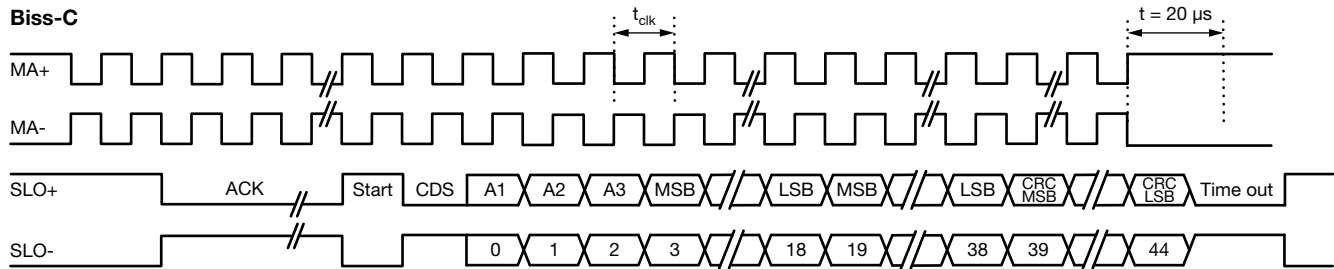 Biss-C
t clk
t = 20 µs
MA+
MA-
SLO+ ACK Start CDS A1 A2 A3 MSB LSB MSB LSB CRC MSB CRC LSB Time out
SLO- 0 1 2 3 18 19 38 39 44